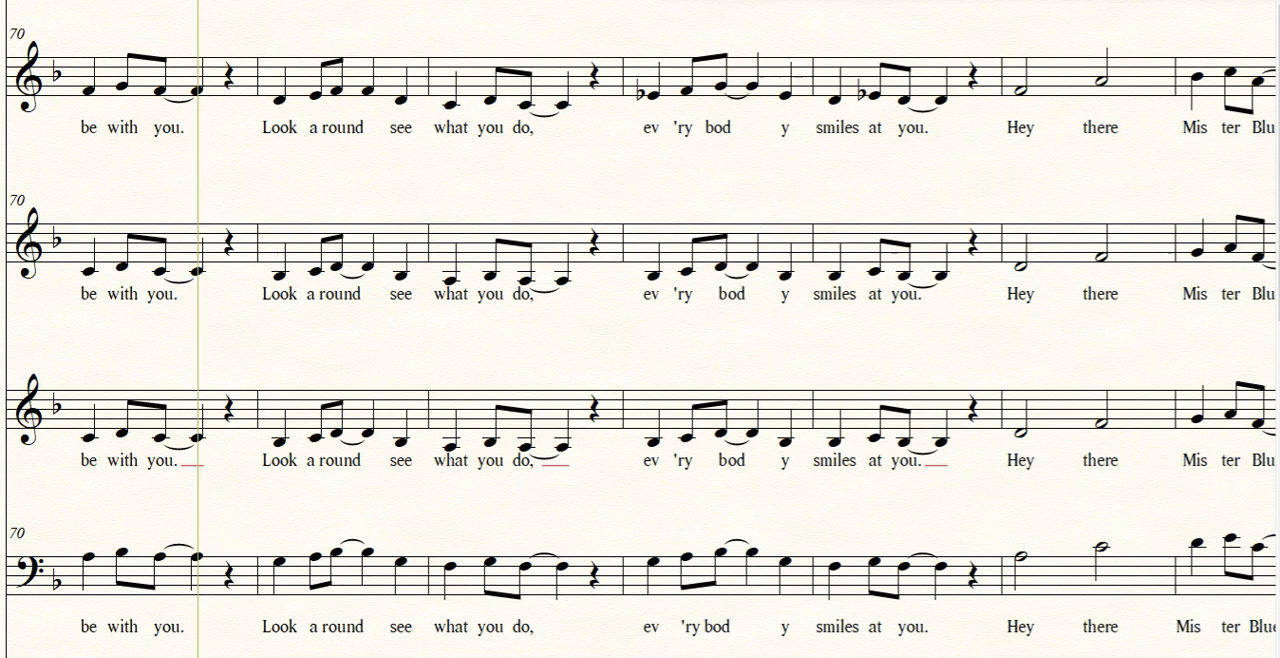 70
be with you. Look a round see what you do, ev 'ry bod y smiles at you. Hey there Mis ter Blu
70
be with you. Look a round see what you do, ev 'ry bod y smiles at you. Hey there Mis ter Blu
be with you. Look a round see what you do, ev 'ry bod y smiles at you. Hey there Mis ter Blu
70
be with you. Look a round see what you do, ev 'ry bod y smiles at you. Hey there Mis ter Blue